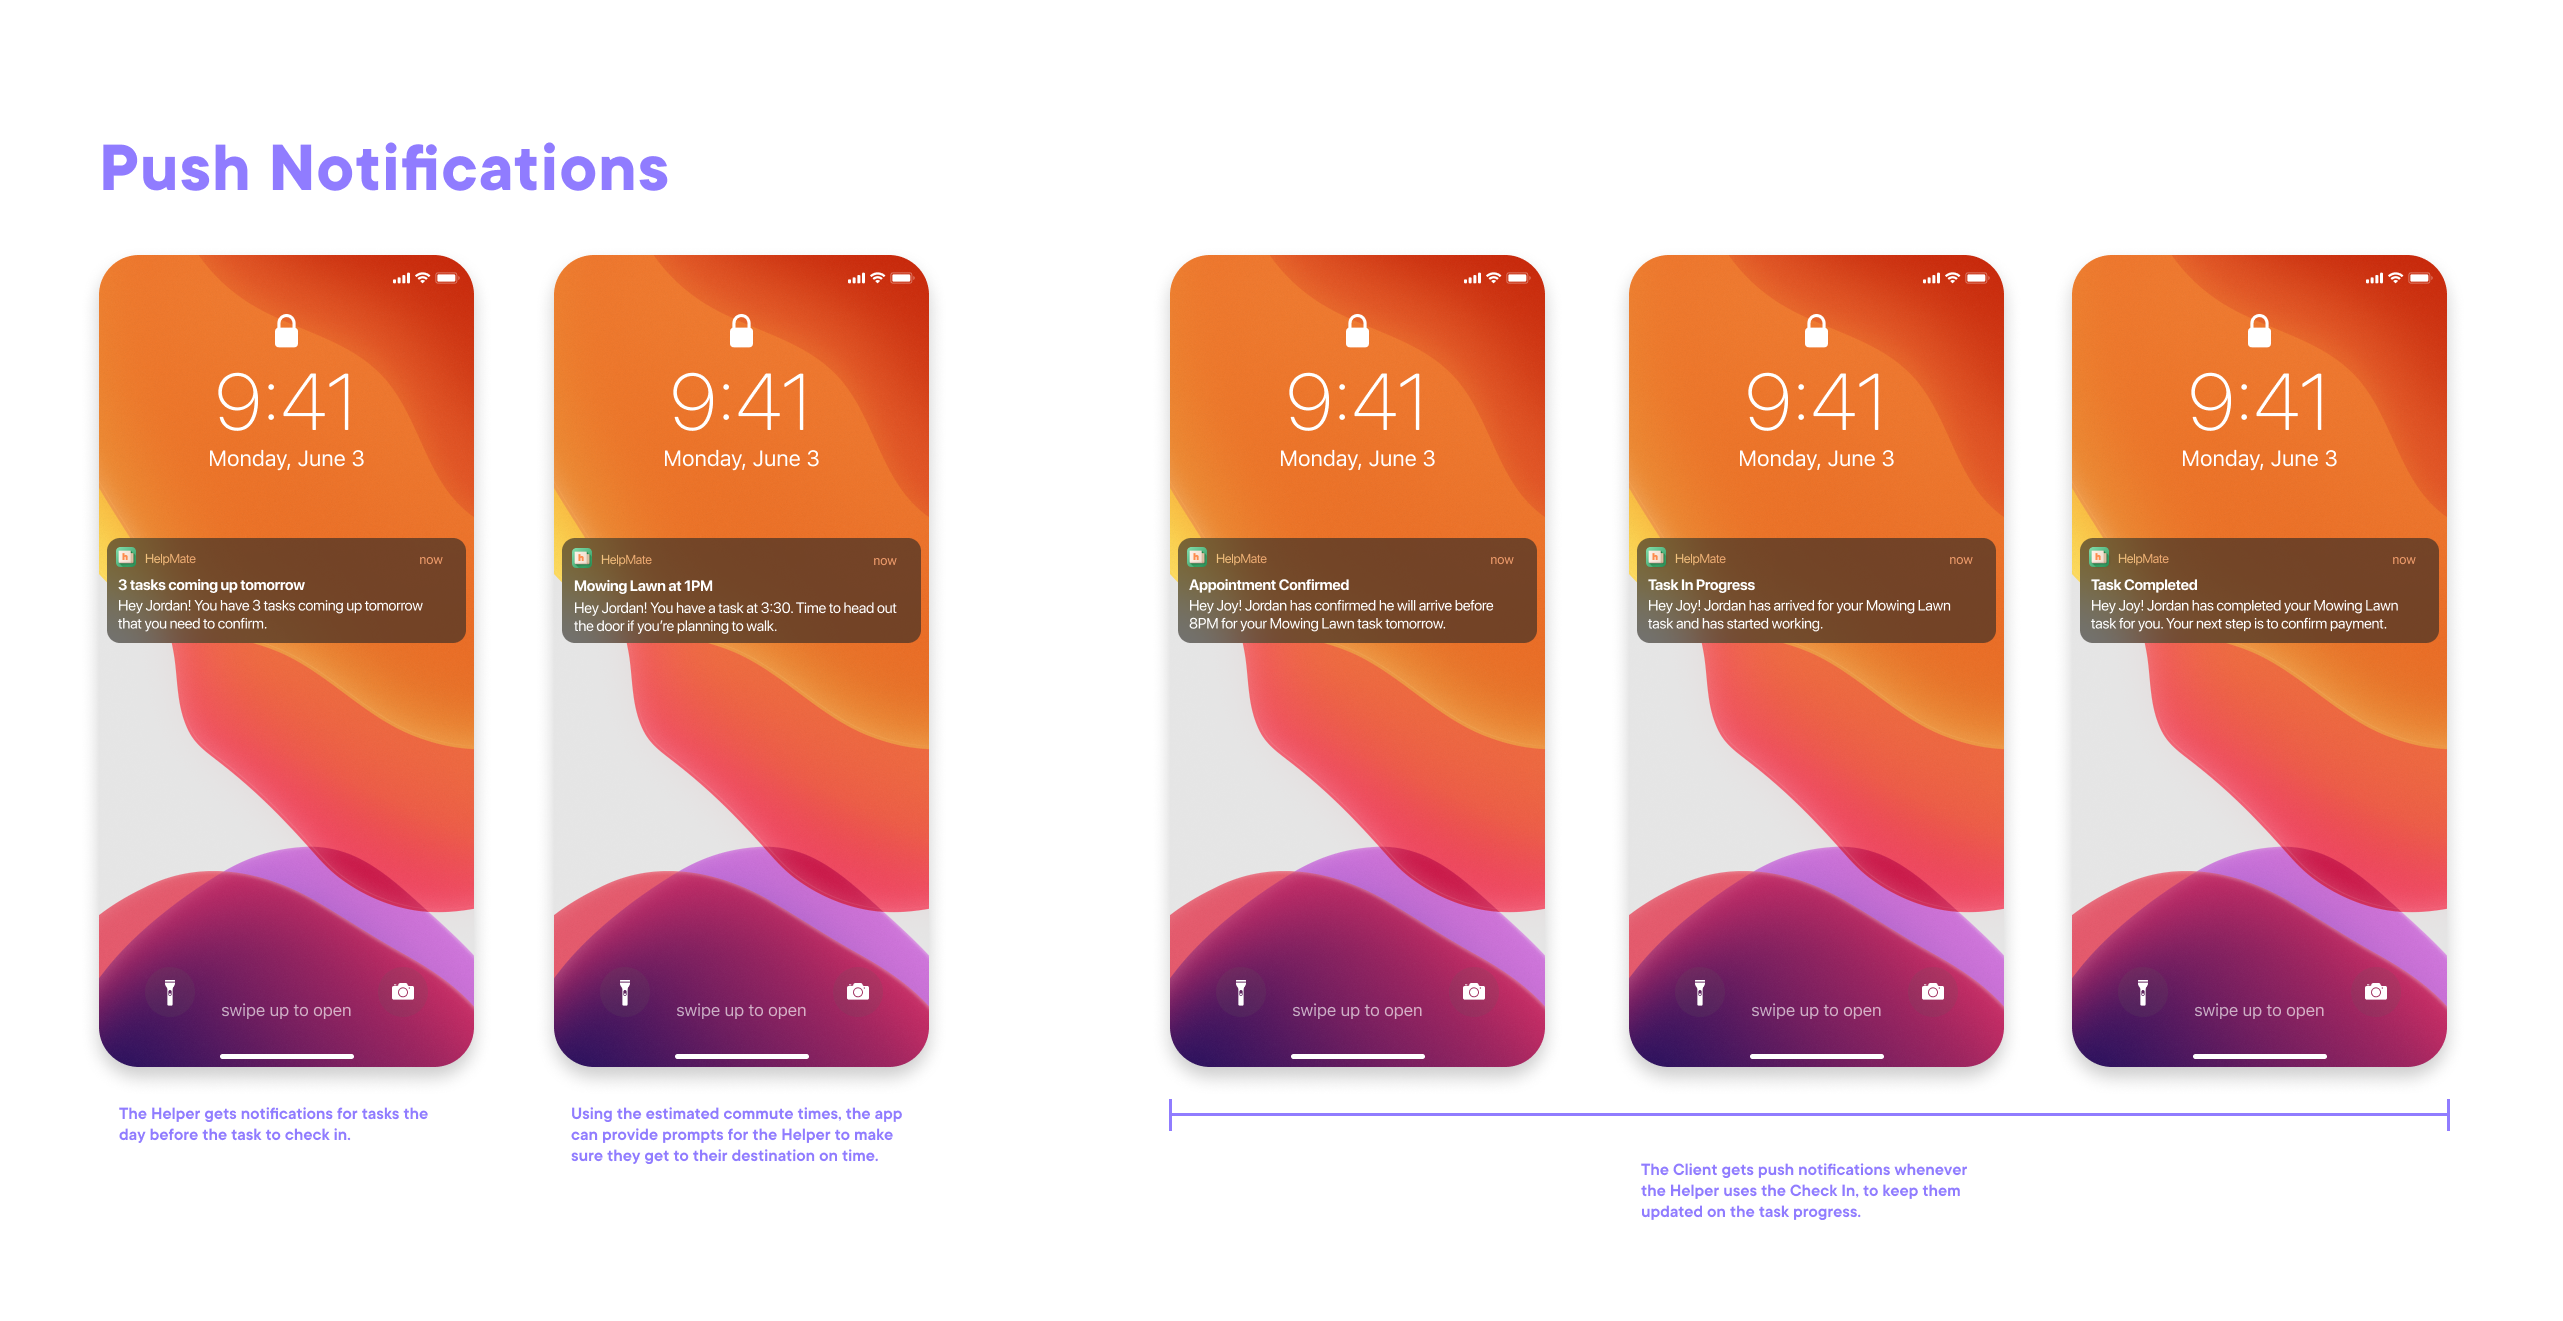 Push Notifications
9:41
Monday, June 3
h HelpMate now
3 tasks coming up tomorrow
Hey Jordan! You have 3 tasks coming up tomorrow
that you need to confirm.
swipe up to open
The Helper gets notifications for tasks the
day before the task to check in.
9:41
Monday, June 3
h HelpMate now
Mowing Lawn at 1PM
Hey Jordan! You have a task at 3:30. Time to head out
the door if you're planning to walk.
swipe up to open
Using the estimated commute times, the app
can provide prompts for the Helper to make
sure they get to their destination on time.
9:41
Monday, June 3
h HelpMate now
Appointment Confirmed
Hey Joy! Jordan has confirmed he will arrive before
8PM for your Mowing Lawn task tomorrow.
swipe up to open
9:41
Monday, June 3
h HelpMate now
Task In Progress
Hey Joy! Jordan has arrived for your Mowing Lawn
task and has started working.
swipe up to open
9:41
Monday, June 3
h HelpMate now
Task Completed
Hey Joy! Jordan has completed your Mowing Lawn
task for you. Your next step is to confirm payment.
swipe up to open
The Client gets push notifications whenever
the Helper uses the Check In, to keep them
updated on the task progress.